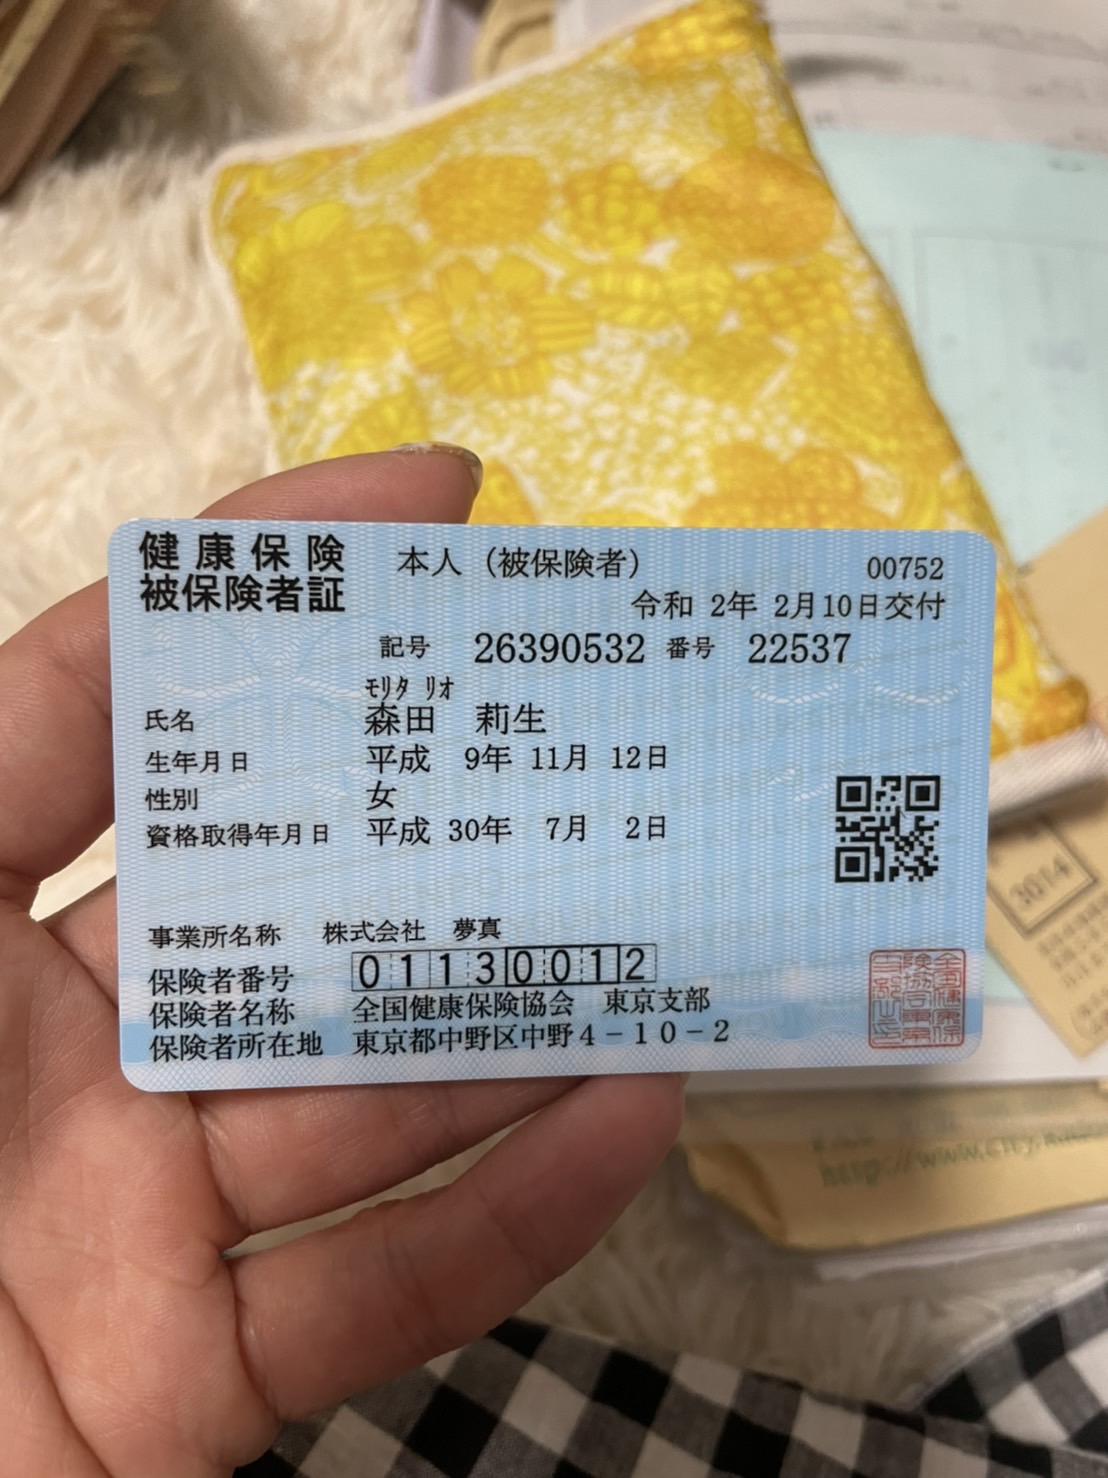 健康保険
被保険者証
本人（被保険者）
00752
令和 2年 2月10日交付
記号 26390532 番号 22537
ﾓﾘﾀ ﾘｵ
氏名 森田 莉生
生年月日 平成 9年 11月 12日
性別 女
資格取得年月日 平成 30年 7月 2日
事業所名称 株式会社 夢真
保険者番号 01130012
保険者名称 全国健康保険協会 東京支部
保険者所在地 東京都中野区中野4－10－2
3014
http://www.city.